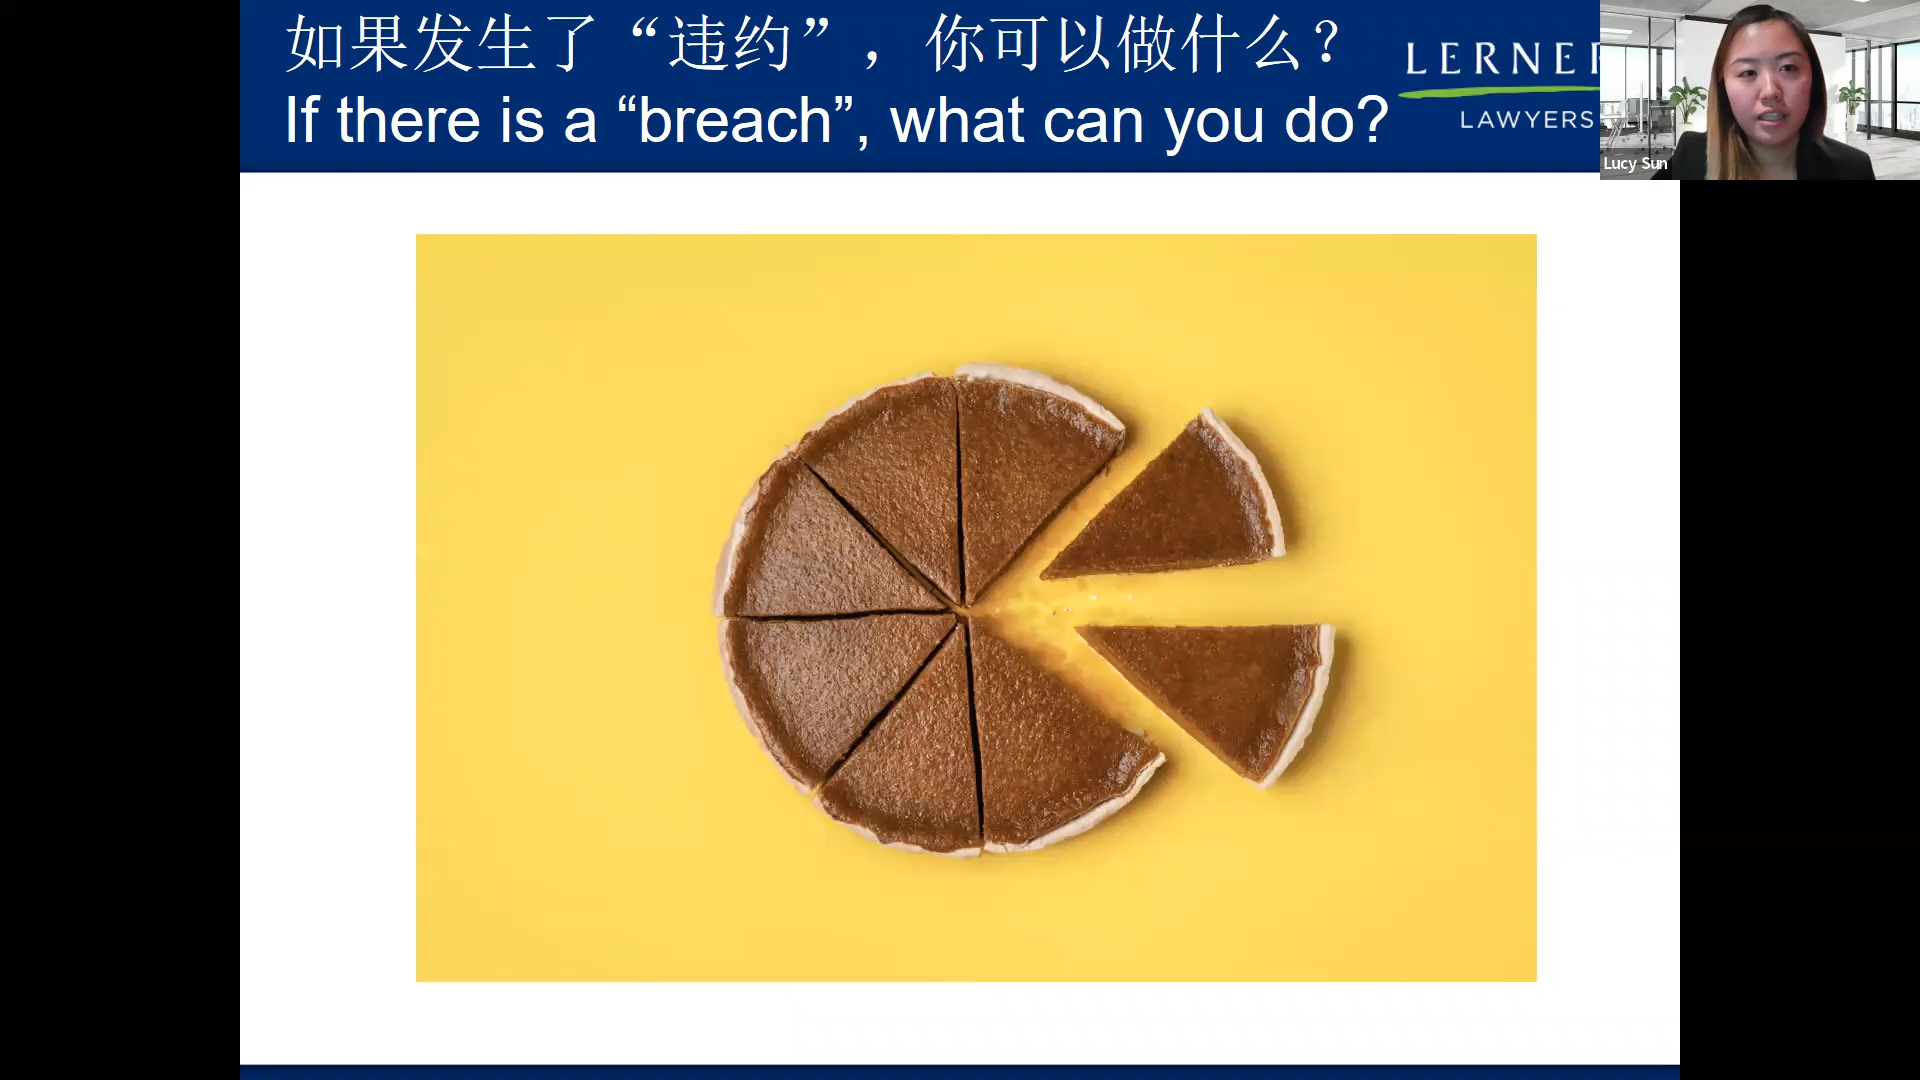 如果发生了“违约”，你可以做什么？
If there is a “breach”, what can you do?
LERNE
LAWYERS
Lucy Sun